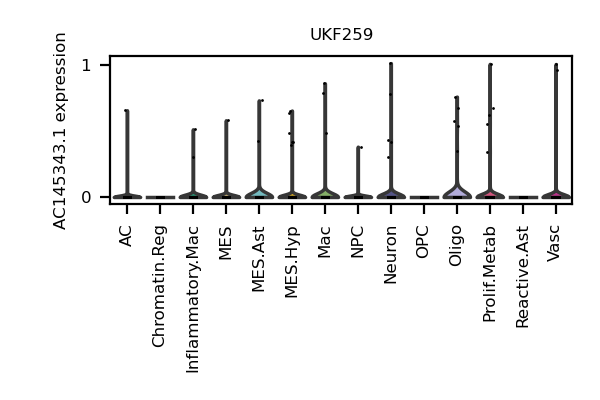 UKF259
AC145343.1 expression
1
0
AC
Chromatin.Reg
Inflammatory.Mac
MES
MES.Ast
MES.Hyp
Mac
NPC
Neuron
OPC
Oligo
Prolif.Metab
Reactive.Ast
Vasc